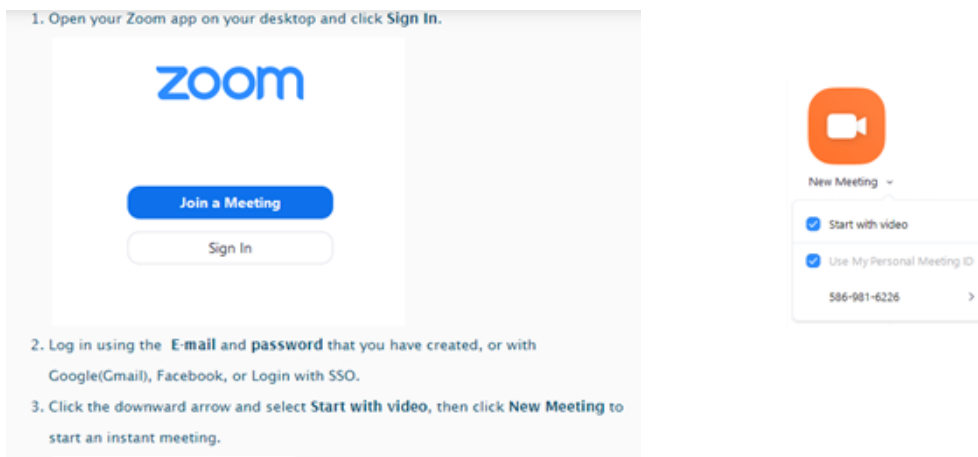 1. Open your Zoom app on your desktop and click Sign In.
zoom
Join a Meeting
Sign In
2. Log in using the E-mail and password that you have created, or with
Google(Gmail), Facebook, or Login with SSO.
3. Click the downward arrow and select Start with video, then click New Meeting to
start an instant meeting.
New Meeting
Start with video
Use My Personal Meeting ID
586-981-6226